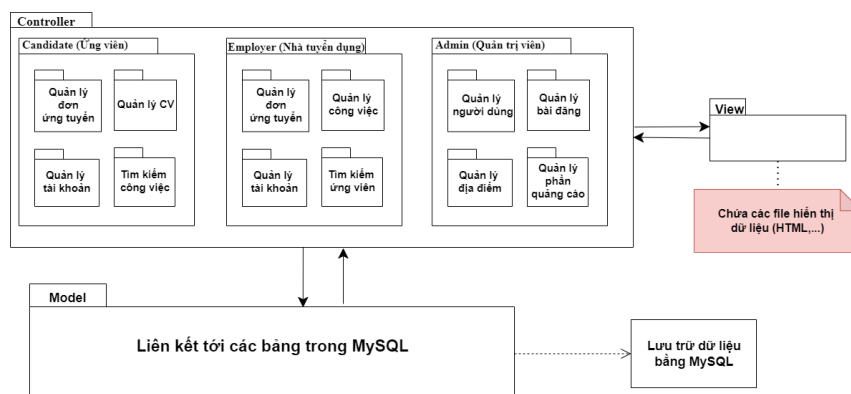 Controller
Candidate (Ứng viên)
Quản lý
đơn
ứng tuyển
Quản lý CV
Quản lý
tài khoản
Tìm kiếm
công việc
Employer (Nhà tuyển dụng)
Quản lý
đơn
ứng tuyển
Quản lý
công việc
Quản lý
tài khoản
Tìm kiếm
ứng viên
Admin (Quản trị viên)
Quản lý
người dùng
Quản lý
bài đăng
Quản lý
địa điểm
Quản lý
phần
quảng cáo
View
Chứa các file hiển thị
dữ liệu (HTML,...)
Model
Liên kết tới các bảng trong MySQL
Lưu trữ dữ liệu
bằng MySQL